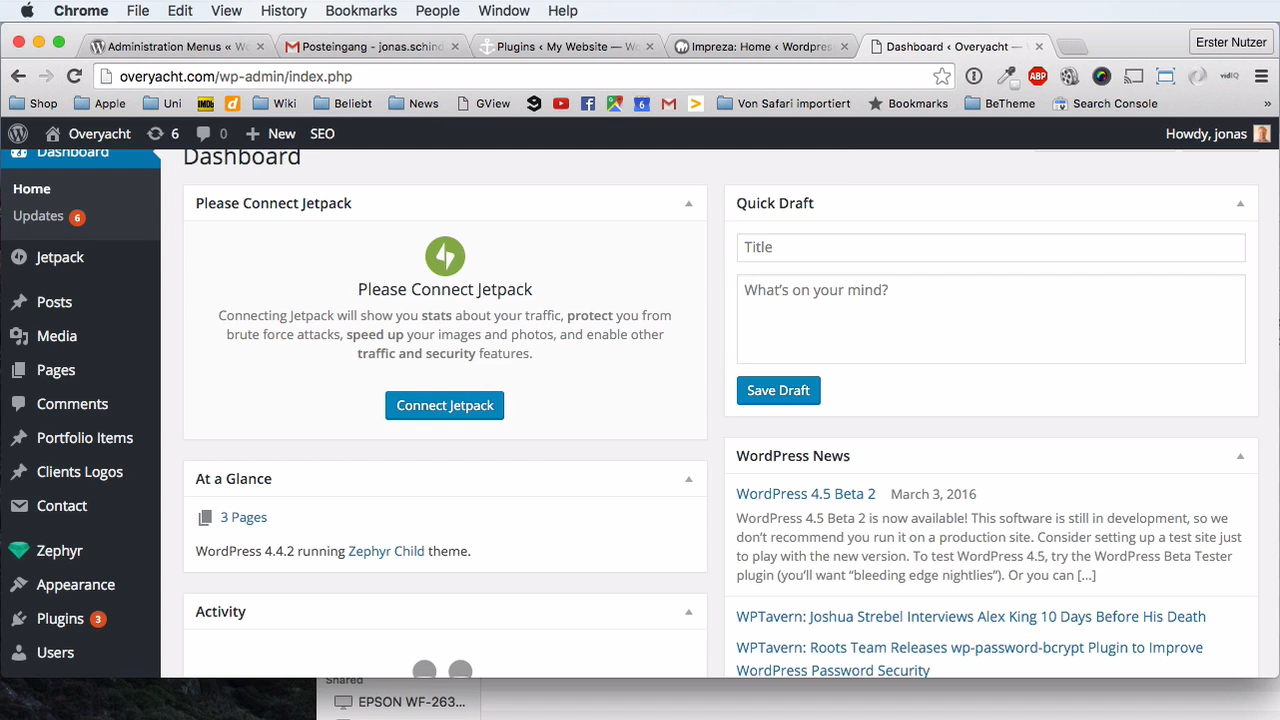 Chrome File Edit View History Bookmarks People Window Help
Administration Menus « W
Posteingang - jonas.schind
Plugins ‹ My Website — Wo
Impreza: Home ‹ Wordpres
Dashboard ‹ Overyacht —
Erster Nutzer
overyacht.com/wp-admin/index.php
ABP
vidIQ
Shop Apple Uni IMDb d Wiki Beliebt News GView 9 6 Von Safari importiert Bookmarks BeTheme Search Console »
Overyacht 6 0 New SEO
Howdy, jonas
Dashboard
Home
Updates 6
Jetpack
Posts
Media
Pages
Comments
Portfolio Items
Clients Logos
Contact
Zephyr
Appearance
Plugins 3
Users
Dashboard
Please Connect Jetpack
Please Connect Jetpack
Connecting Jetpack will show you stats about your traffic, protect you from
brute force attacks, speed up your images and photos, and enable other
traffic and security features.
Connect Jetpack
At a Glance
3 Pages
WordPress 4.4.2 running Zephyr Child theme.
Activity
Quick Draft
Title
What's on your mind?
Save Draft
WordPress News
WordPress 4.5 Beta 2 March 3, 2016
WordPress 4.5 Beta 2 is now available! This software is still in development, so we
don't recommend you run it on a production site. Consider setting up a test site just
to play with the new version. To test WordPress 4.5, try the WordPress Beta Tester
plugin (you'll want “bleeding edge nightlies”). Or you can [...]
WPTavern: Joshua Strebel Interviews Alex King 10 Days Before His Death
WPTavern: Roots Team Releases wp-password-bcrypt Plugin to Improve
WordPress Password Security
Shared
EPSON WF-263...